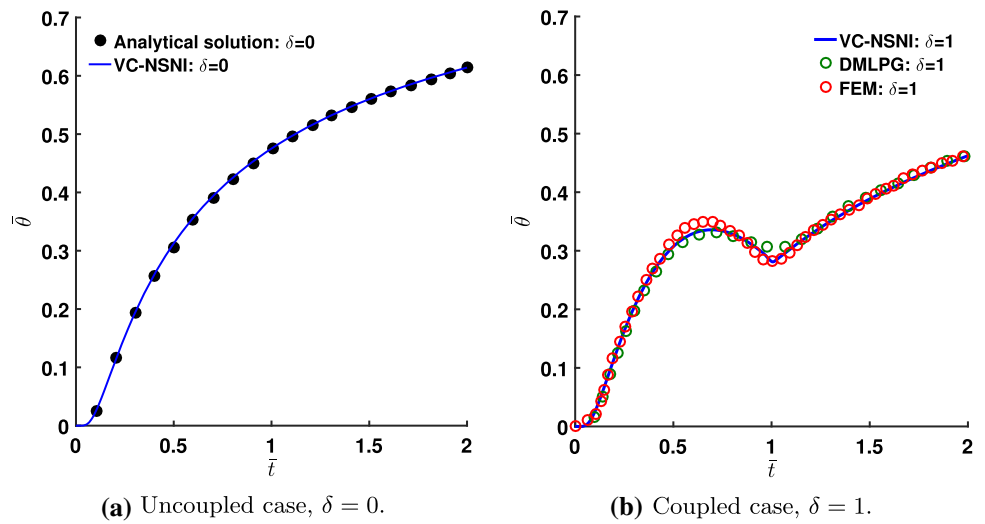 0.7
0.6
0.5
0.4
0.3
0.2
0.1
0
θ̄
Analytical solution: δ=0
VC-NSNI: δ=0
0 0.5 1 1.5 2
t̄
(a) Uncoupled case, δ = 0.
0.7
0.6
0.5
0.4
0.3
0.2
0.1
0
θ̄
VC-NSNI: δ=1
DMLPG: δ=1
FEM: δ=1
0 0.5 1 1.5 2
t̄
(b) Coupled case, δ = 1.